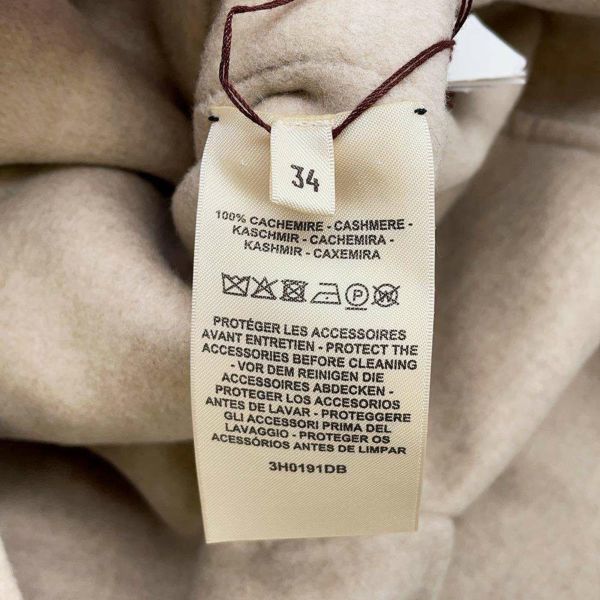 34
100% CACHEMIRE - CASHMERE -
KASCHMIR - CACHEMIRA -
KASHMIR - CAXEMIRA
P W
PROTÉGER LES ACCESSOIRES
AVANT ENTRETIEN - PROTECT THE
ACCESSORIES BEFORE CLEANING
- VOR DEM REINIGEN DIE
ACCESSOIRES ABDECKEN -
PROTEGER LOS ACCESORIOS
ANTES DE LAVAR - PROTEGGERE
GLI ACCESSORI PRIMA DEL
LAVAGGIO - PROTEGER OS
ACESSÓRIOS ANTES DE LIMPAR
3H0191DB